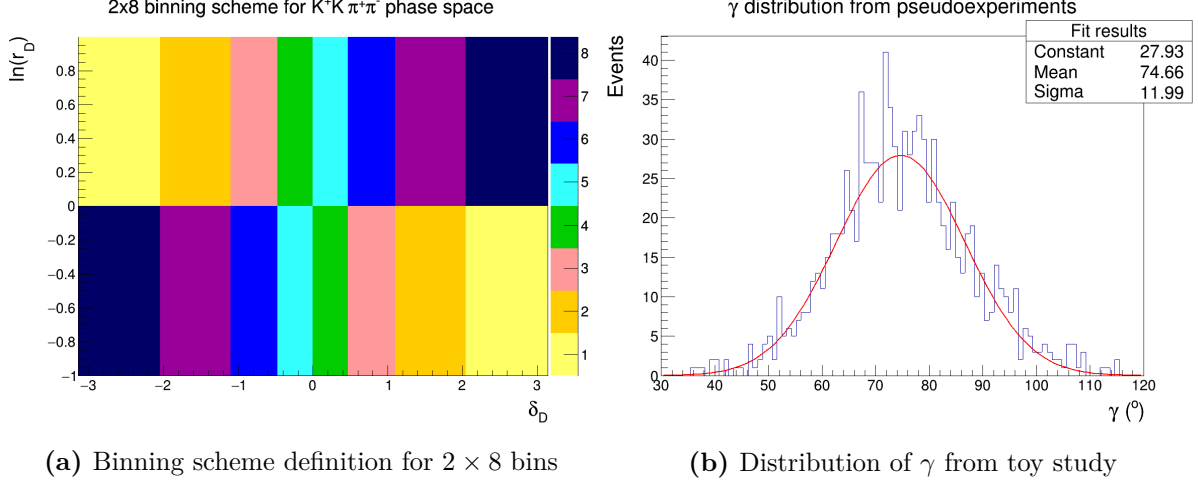 2x8 binning scheme for K⁺K π⁺π⁻ phase space
ln(r_D)
0.8
0.6
0.4
0.2
0
−0.2
−0.4
−0.6
−0.8
−1
−3 −2 −1 0 1 2 3
δ_D
8
7
6
5
4
3
2
1
(a) Binning scheme definition for 2 × 8 bins
γ distribution from pseudoexperiments
Events
Fit results
Constant 27.93
Mean 74.66
Sigma 11.99
40
35
30
25
20
15
10
5
0
30 40 50 60 70 80 90 100 110 120
γ (°)
(b) Distribution of γ from toy study